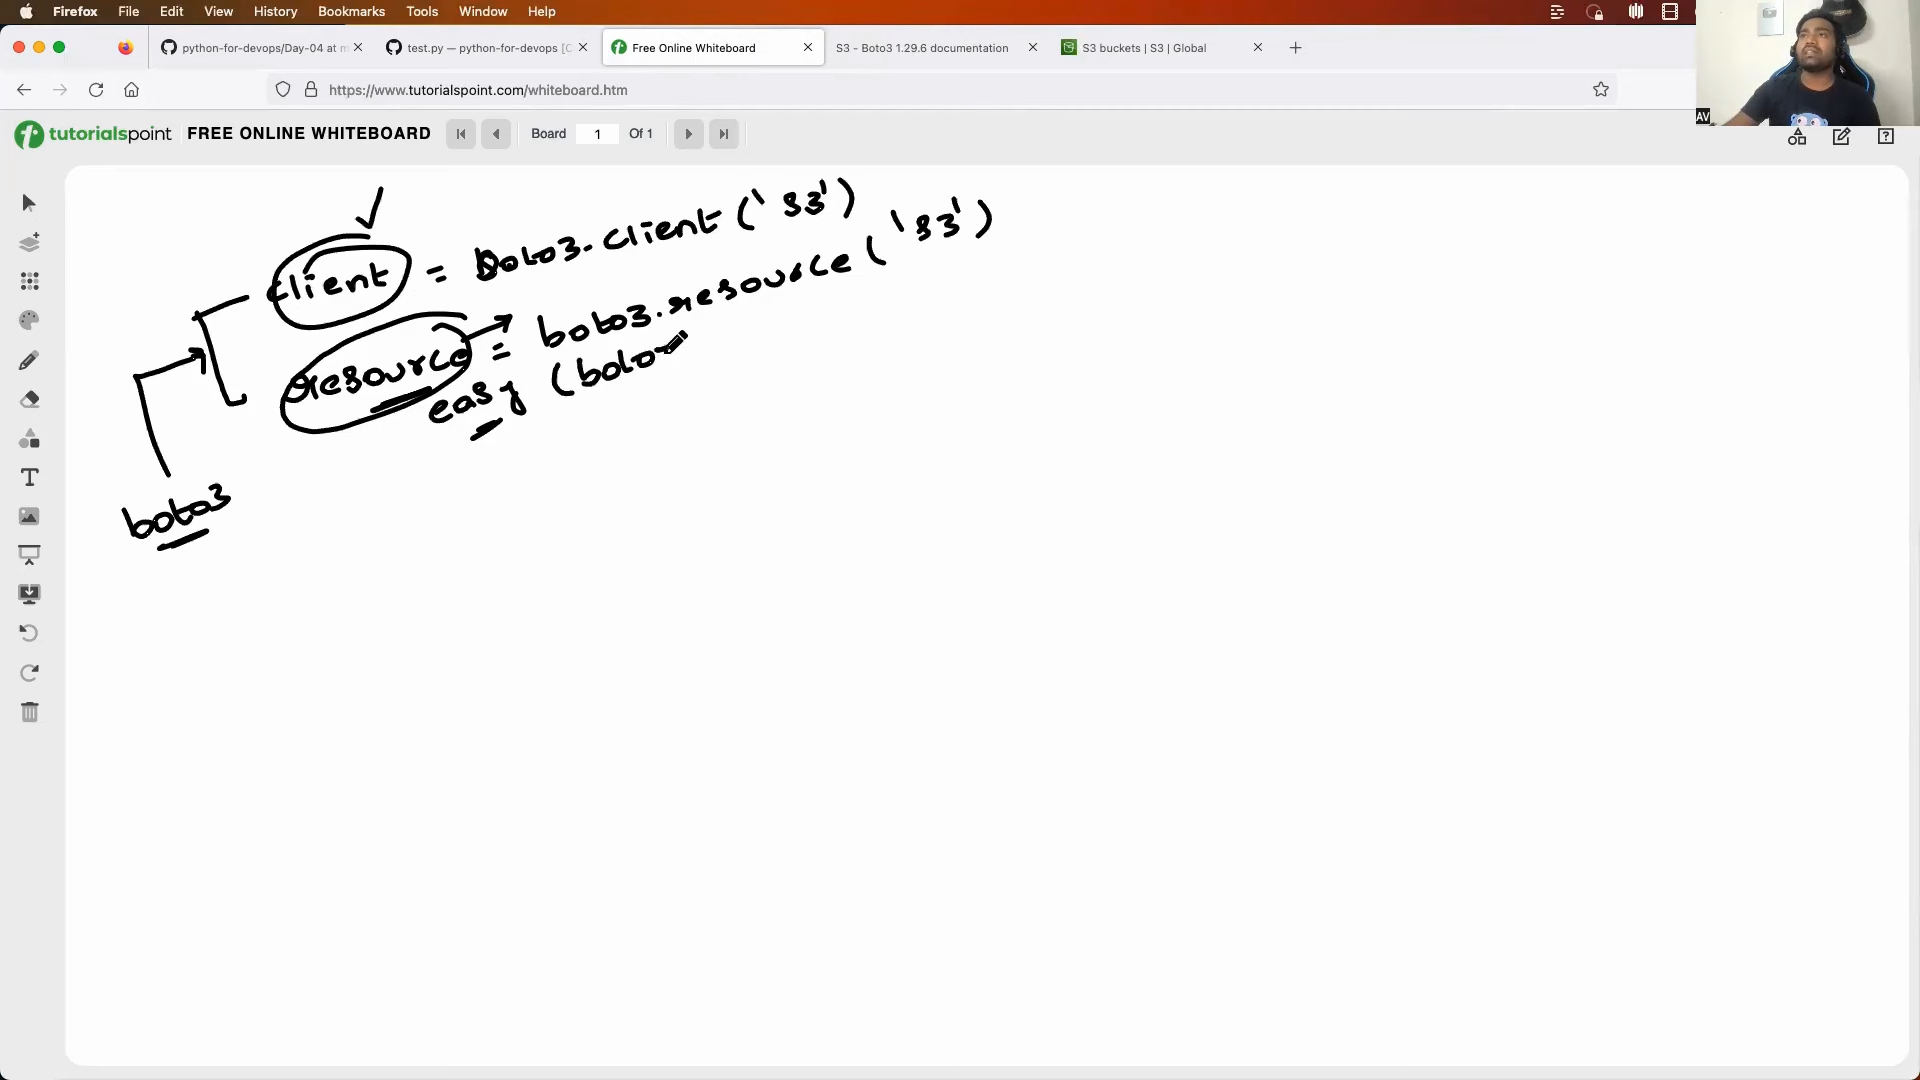 Firefox File Edit View History Bookmarks Tools Window Help
python-for-devops/Day-04 at m
test.py — python-for-devops [C
Free Online Whiteboard
S3 - Boto3 1.29.6 documentation
S3 buckets | S3 | Global
https://www.tutorialspoint.com/whiteboard.htm
AV
tutorialspoint FREE ONLINE WHITEBOARD Board 1 Of 1
client = boto3.client('s3')
resource = boto3.resource('s3')
easy (boto
boto3